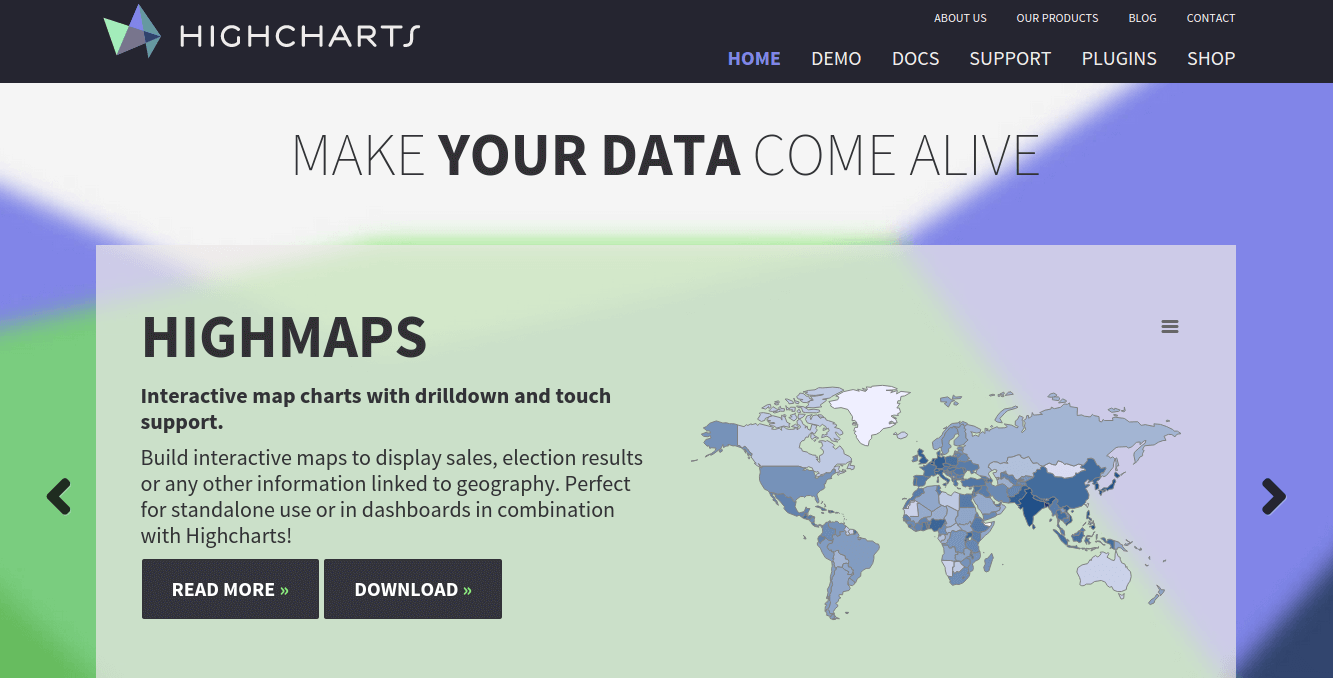 HIGHCHARTS
ABOUT US OUR PRODUCTS BLOG CONTACT
HOME DEMO DOCS SUPPORT PLUGINS SHOP
MAKE YOUR DATA COME ALIVE
HIGHMAPS
Interactive map charts with drilldown and touch
support.
Build interactive maps to display sales, election results
or any other information linked to geography. Perfect
for standalone use or in dashboards in combination
with Highcharts!
READ MORE » DOWNLOAD »